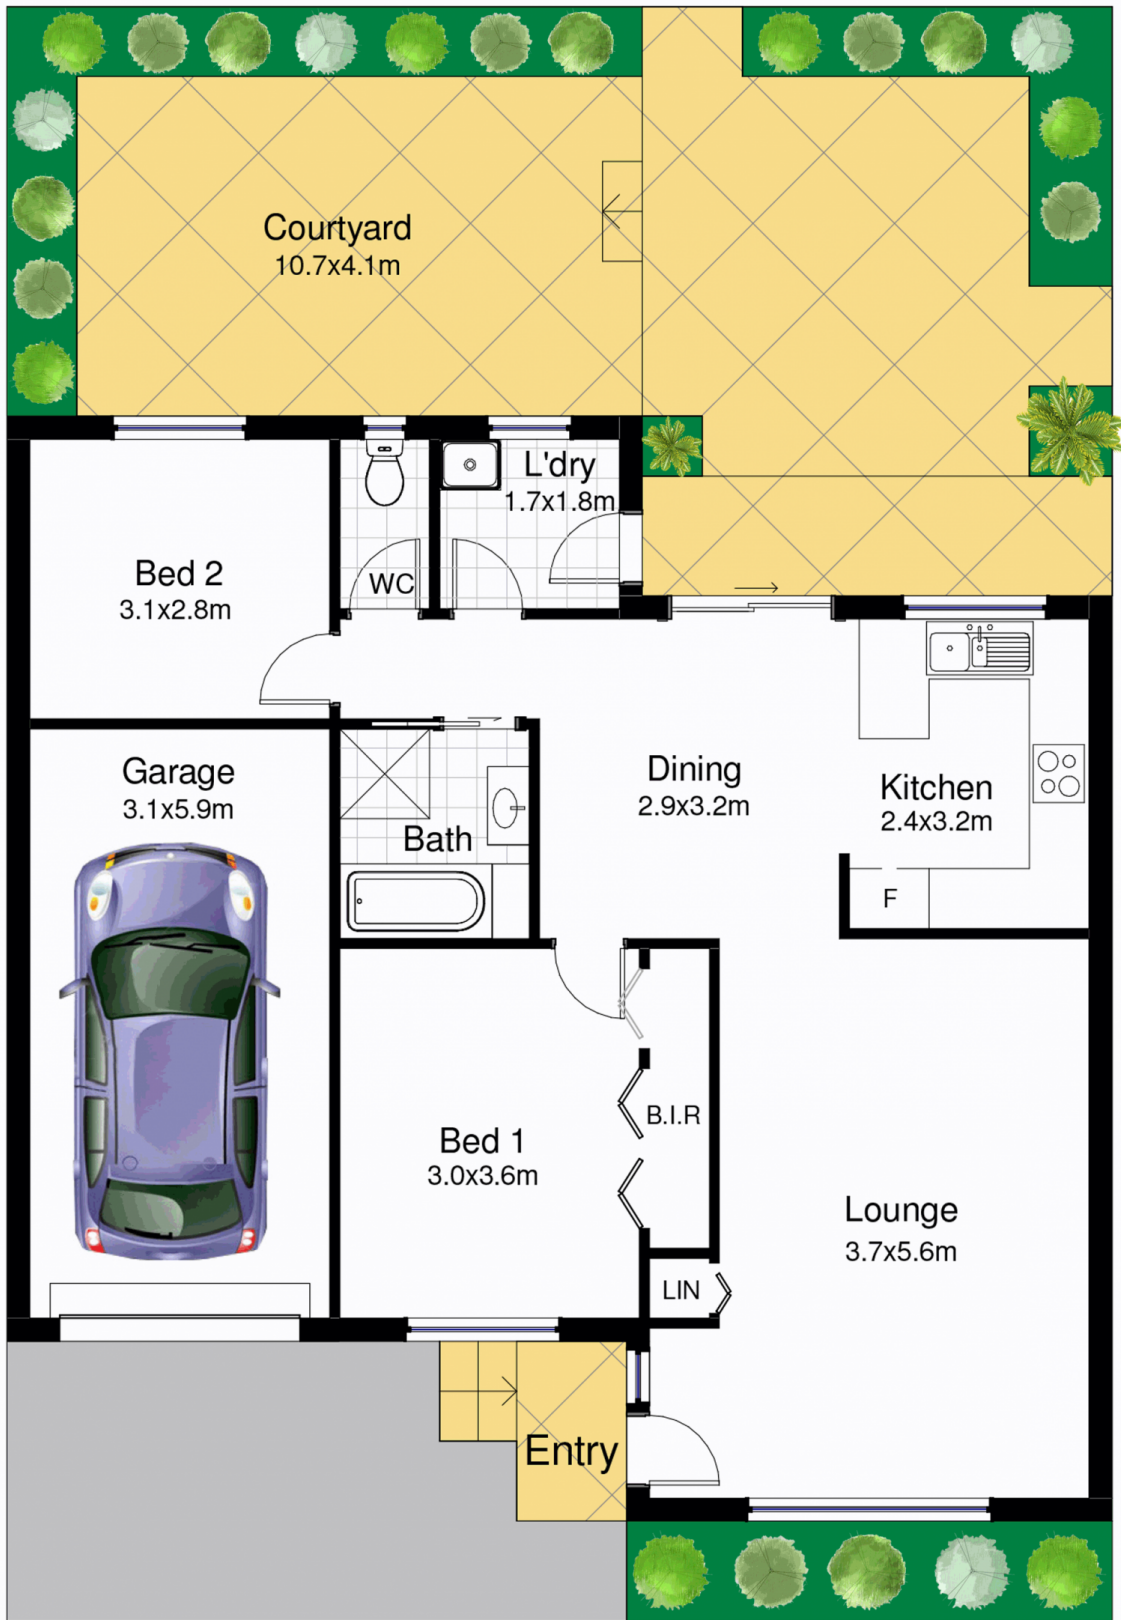 Courtyard
10.7x4.1m
L'dry
1.7x1.8m
WC
Bed 2
3.1x2.8m
Garage
3.1x5.9m
Bath
Dining
2.9x3.2m
Kitchen
2.4x3.2m
F
Bed 1
3.0x3.6m
B.I.R
Lounge
3.7x5.6m
LIN
Entry